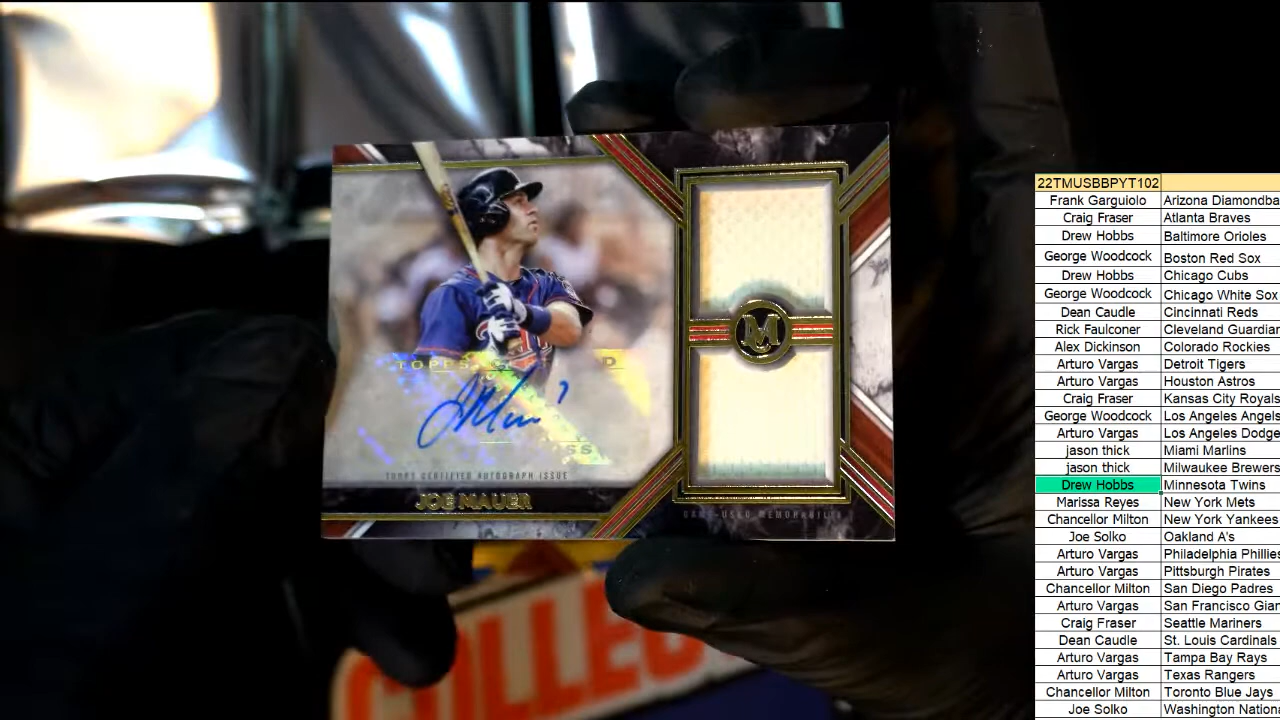 TOPPS
SS
TOPPS CERTIFIED AUTOGRAPH ISSUE
JOE MAUER
M
GAME-USED MEMORABILIA
COLLEC
22TMUSBBPYT102
Frank Garguiolo Arizona Diamondba
Craig Fraser Atlanta Braves
Drew Hobbs Baltimore Orioles
George Woodcock Boston Red Sox
Drew Hobbs Chicago Cubs
George Woodcock Chicago White Sox
Dean Caudle Cincinnati Reds
Rick Faulconer Cleveland Guardian
Alex Dickinson Colorado Rockies
Arturo Vargas Detroit Tigers
Arturo Vargas Houston Astros
Craig Fraser Kansas City Royals
George Woodcock Los Angeles Angels
Arturo Vargas Los Angeles Dodge
jason thick Miami Marlins
jason thick Milwaukee Brewers
Drew Hobbs Minnesota Twins
Marissa Reyes New York Mets
Chancellor Milton New York Yankees
Joe Solko Oakland A's
Arturo Vargas Philadelphia Phillies
Arturo Vargas Pittsburgh Pirates
Chancellor Milton San Diego Padres
Arturo Vargas San Francisco Gian
Craig Fraser Seattle Mariners
Dean Caudle St. Louis Cardinals
Arturo Vargas Tampa Bay Rays
Arturo Vargas Texas Rangers
Chancellor Milton Toronto Blue Jays
Joe Solko Washington Nation